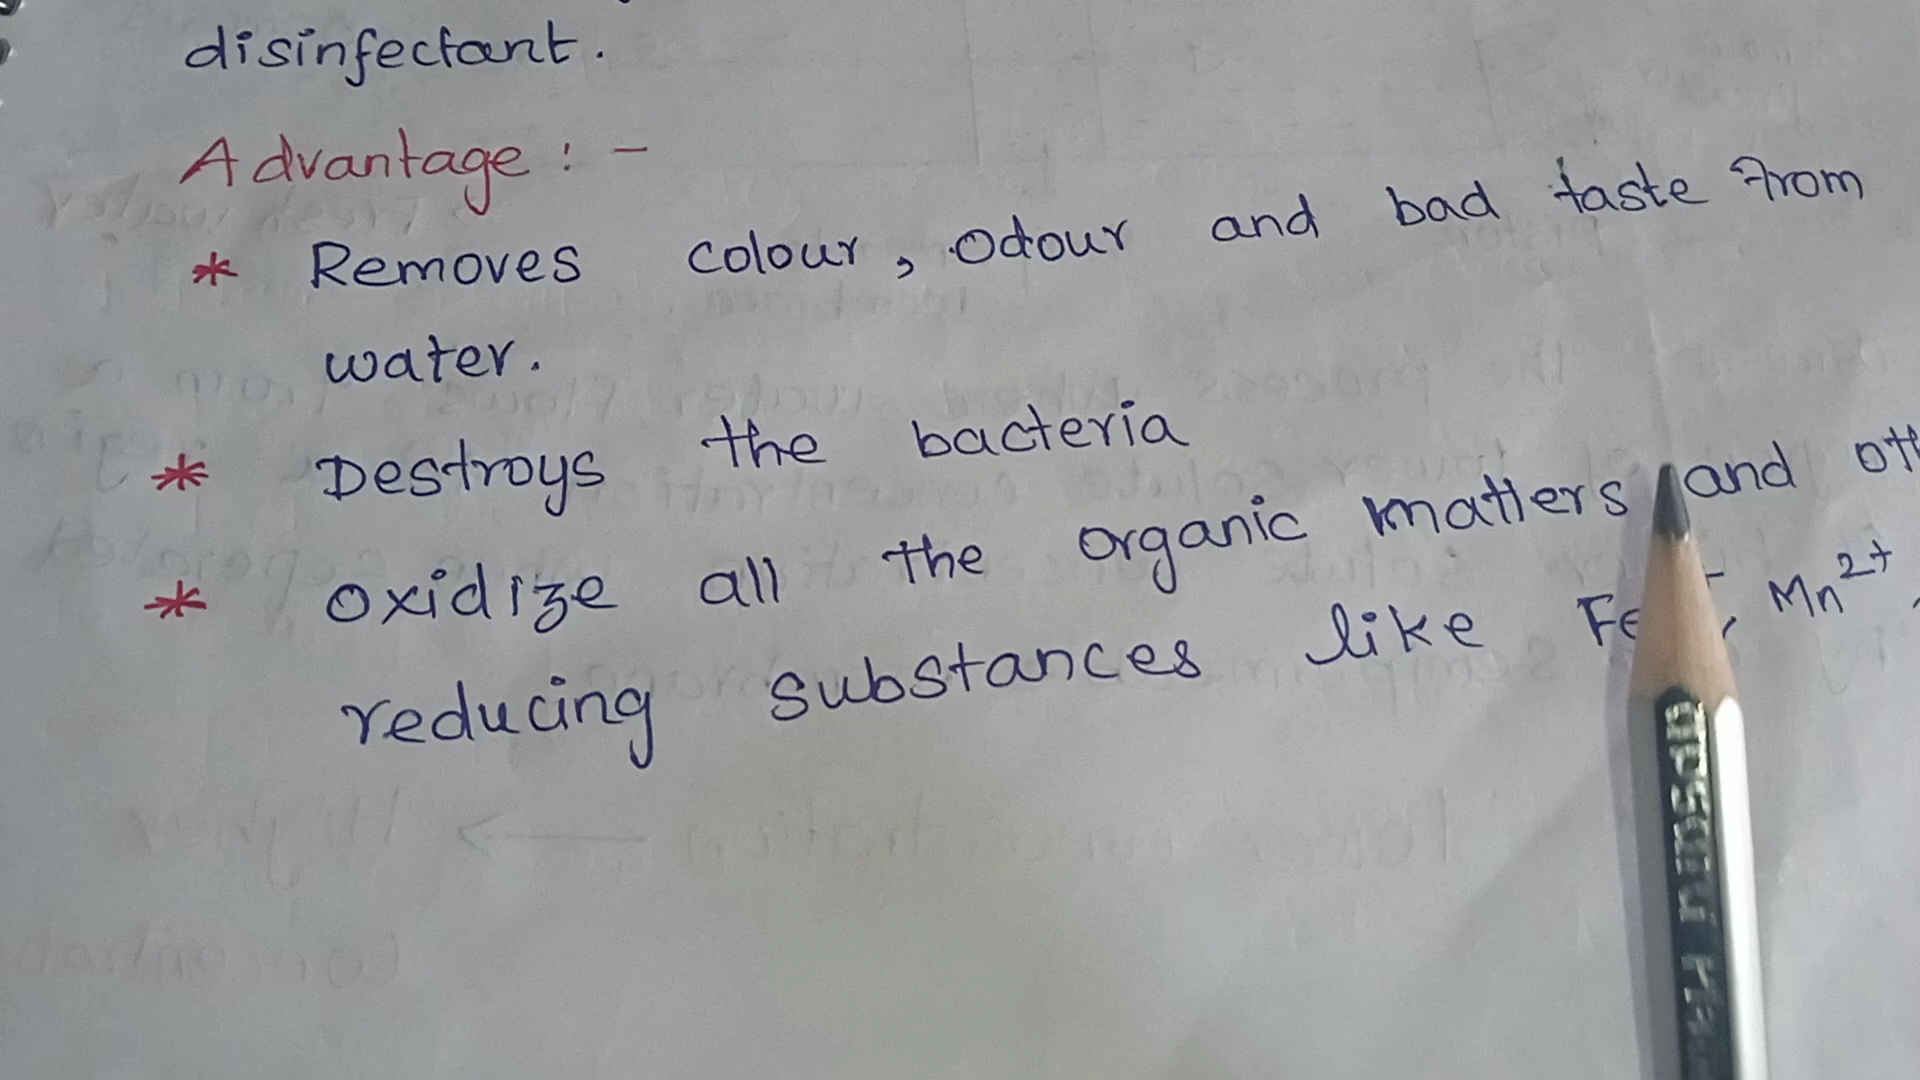 disinfectant.
Advantage : -
* Removes colour, Odour and bad taste from
water.
* Destroys the bacteria
* Oxidize all the organic matters and
reducing substances like Mn²⁺